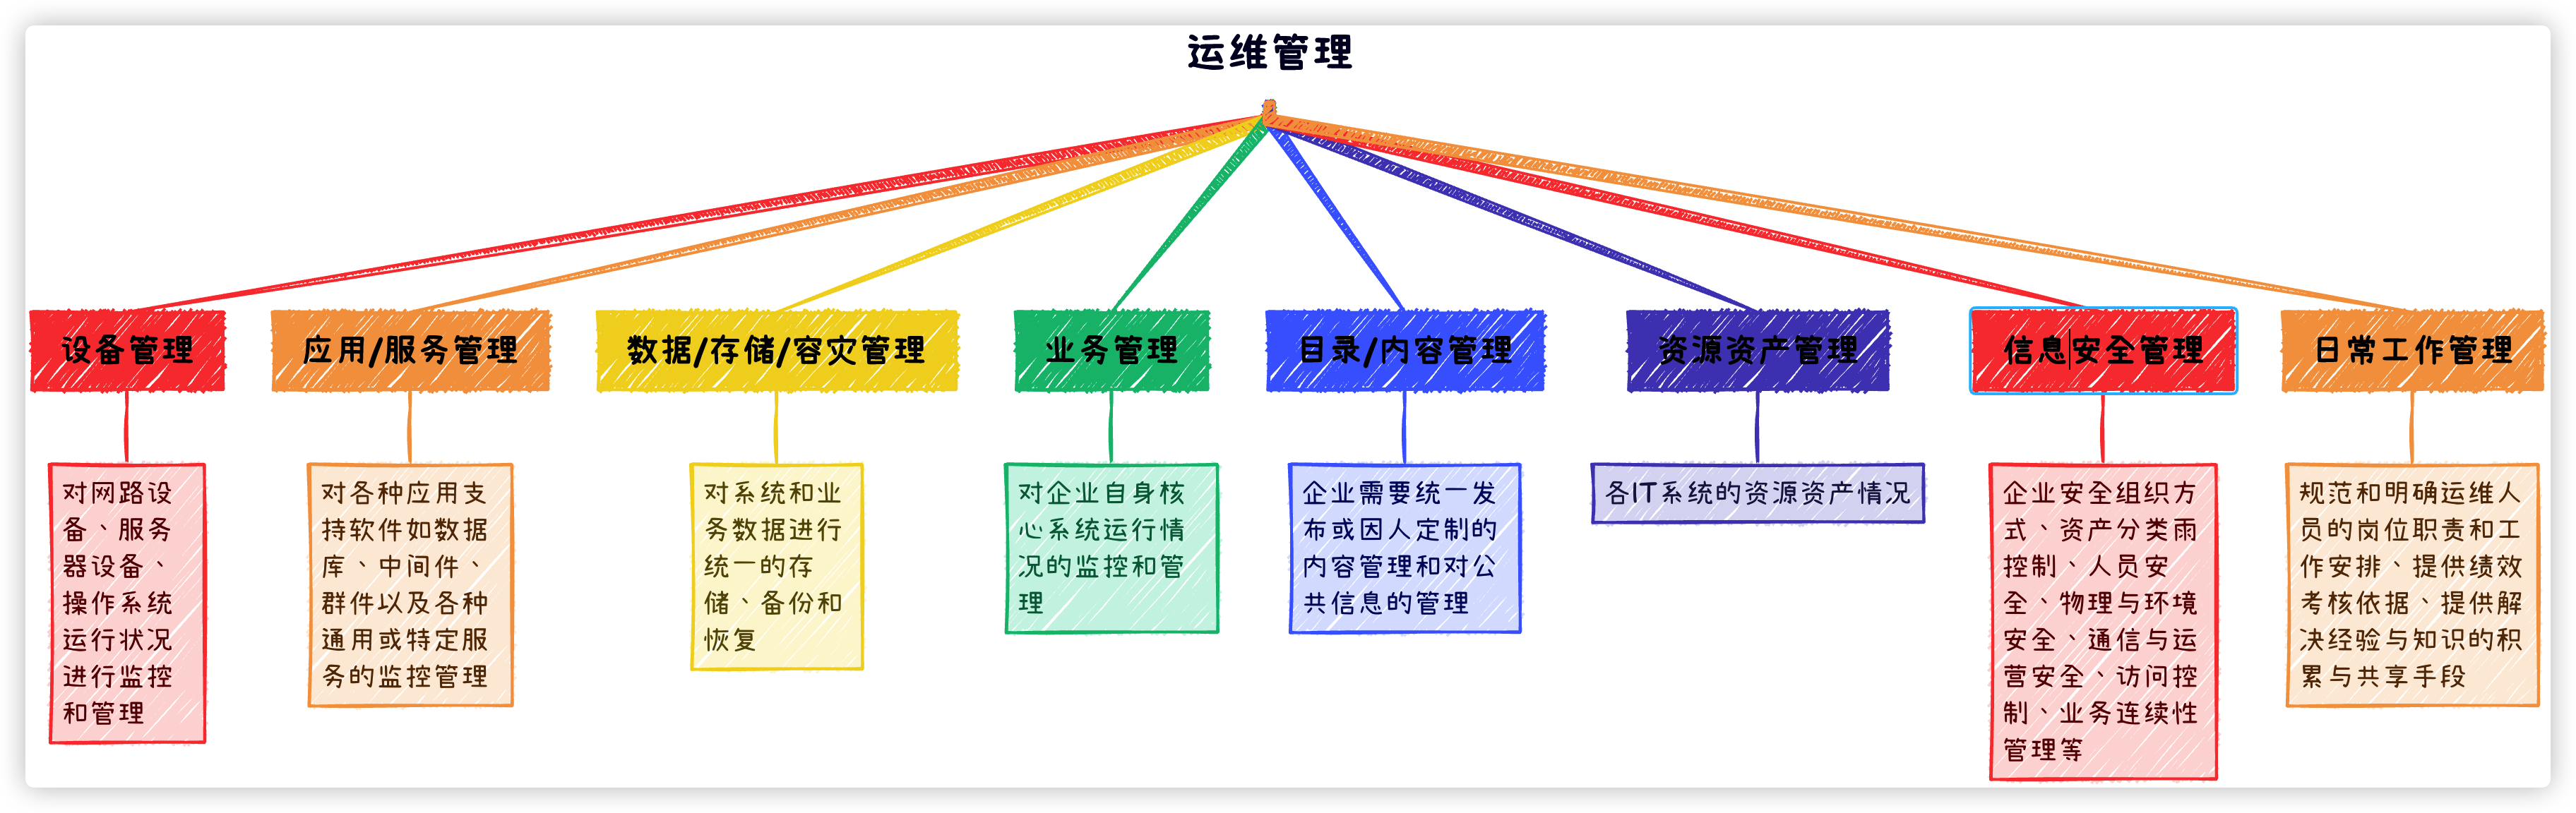 运维管理
设备管理
应用/服务管理
数据/存储/容灾管理
业务管理
目录/内容管理
资源资产管理
信息安全管理
日常工作管理
对网路设
备、服务
器设备、
操作系统
运行状况
进行监控
和管理
对各种应用支
持软件如数据
库、中间件、
群件以及各种
通用或特定服
务的监控管理
对系统和业
务数据进行
统一的存
储、备份和
恢复
对企业自身核
心系统运行情
况的监控和管
理
企业需要统一发
布或因人定制的
内容管理和对公
共信息的管理
各IT系统的资源资产情况
企业安全组织方
式、资产分类雨
控制、人员安
全、物理与环境
安全、通信与运
营安全、访问控
制、业务连续性
管理等
规范和明确运维人
员的岗位职责和工
作安排、提供绩效
考核依据、提供解
决经验与知识的积
累与共享手段